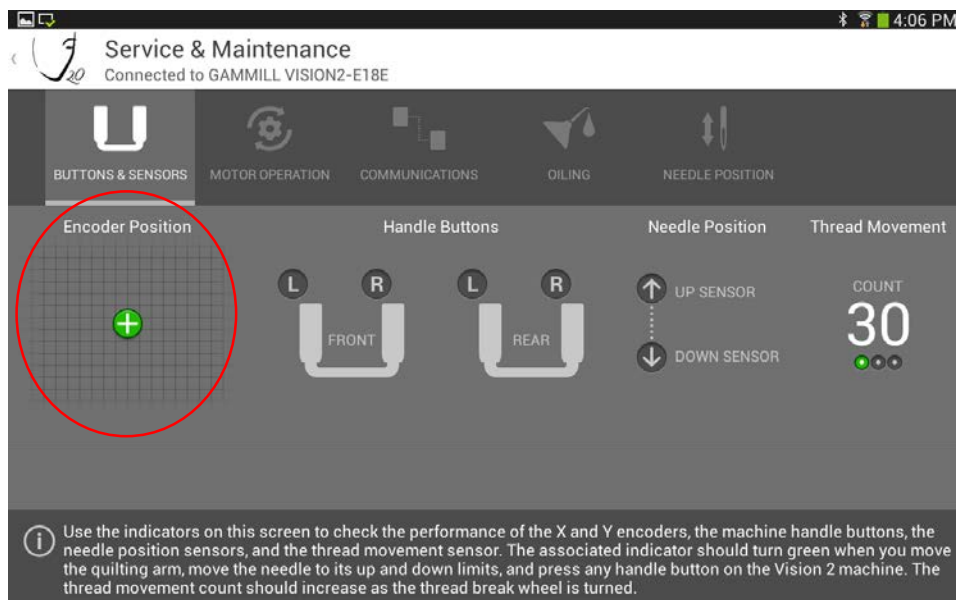 4:06 PM
20
Service & Maintenance
Connected to GAMMILL VISION2-E18E
BUTTONS & SENSORS
MOTOR OPERATION
COMMUNICATIONS
OILING
NEEDLE POSITION
Encoder Position
Handle Buttons
Needle Position
Thread Movement
L
R
L
R
FRONT
REAR
UP SENSOR
DOWN SENSOR
COUNT
30
Use the indicators on this screen to check the performance of the X and Y encoders, the machine handle buttons, the
needle position sensors, and the thread movement sensor. The associated indicator should turn green when you move
the quilting arm, move the needle to its up and down limits, and press any handle button on the Vision 2 machine. The
thread movement count should increase as the thread break wheel is turned.